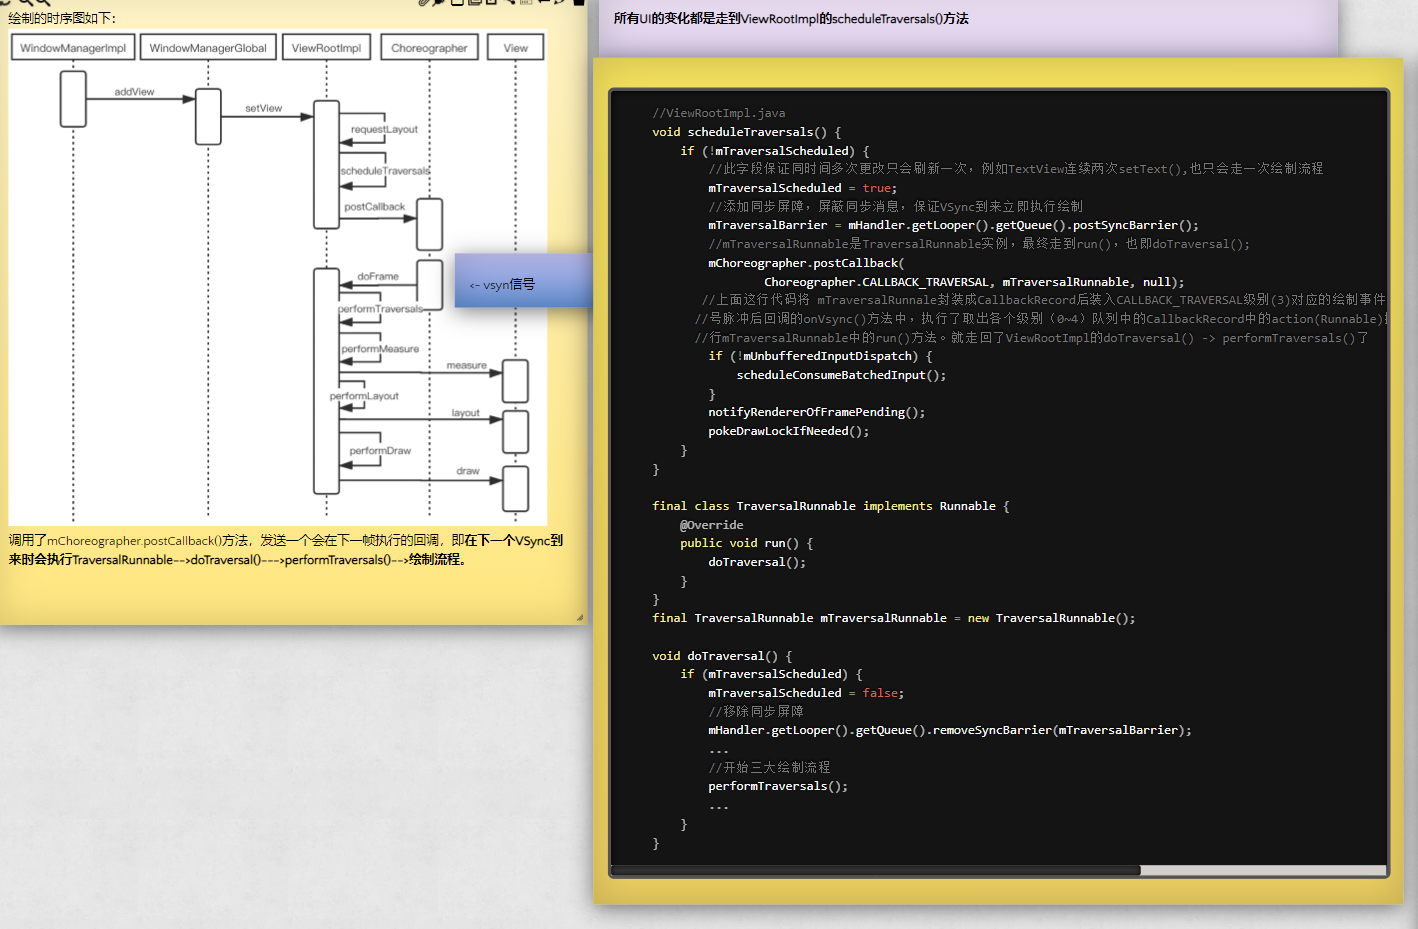 绘制的时序图如下：
WindowManagerImpl
WindowManagerGlobal
ViewRootImpl
Choreographer
View
addView
setView
requestLayout
scheduleTraversals
postCallback
doFrame
<- vsyn信号
performTraversals
performMeasure
measure
performLayout
layout
performDraw
draw
调用了mChoreographer.postCallback()方法，发送一个会在下一帧执行的回调，即在下一个VSync到
来时会执行TraversalRunnable-->doTraversal()--->performTraversals()-->绘制流程。
所有UI的变化都是走到ViewRootImpl的scheduleTraversals()方法
//ViewRootImpl.java
void scheduleTraversals() {
if (!mTraversalScheduled) {
//此字段保证同时间多次更改只会刷新一次，例如TextView连续两次setText(),也只会走一次绘制流程
mTraversalScheduled = true;
//添加同步屏障，屏蔽同步消息，保证VSync到来立即执行绘制
mTraversalBarrier = mHandler.getLooper().getQueue().postSyncBarrier();
//mTraversalRunnable是TraversalRunnable实例，最终走到run()，也即doTraversal();
mChoreographer.postCallback(
Choreographer.CALLBACK_TRAVERSAL, mTraversalRunnable, null);
//上面这行代码将 mTraversalRunnale封装成CallbackRecord后装入CALLBACK_TRAVERSAL级别(3)对应的绘制事件
//号脉冲后回调的onVsync()方法中，执行了取出各个级别（0~4）队列中的CallbackRecord中的action(Runnable)
//行mTraversalRunnable中的run()方法。就走回了ViewRootImpl的doTraversal() -> performTraversals()了
if (!mUnbufferedInputDispatch) {
scheduleConsumeBatchedInput();
}
notifyRendererOfFramePending();
pokeDrawLockIfNeeded();
}
}
final class TraversalRunnable implements Runnable {
@Override
public void run() {
doTraversal();
}
}
final TraversalRunnable mTraversalRunnable = new TraversalRunnable();
void doTraversal() {
if (mTraversalScheduled) {
mTraversalScheduled = false;
//移除同步屏障
mHandler.getLooper().getQueue().removeSyncBarrier(mTraversalBarrier);
...
//开始三大绘制流程
performTraversals();
...
}
}